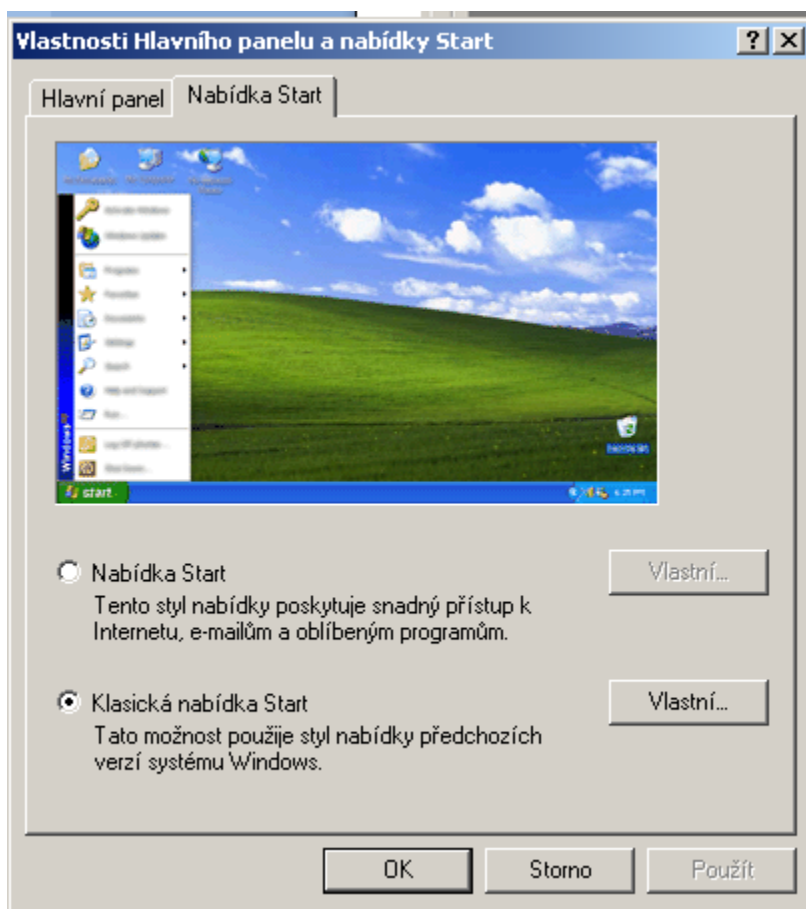 Vlastnosti Hlavního panelu a nabídky Start
Hlavní panel
Nabídka Start
Windows
start
Nabídka Start
Vlastní...
Tento styl nabídky poskytuje snadný přístup k
Internetu, e-mailům a oblíbeným programům.
Klasická nabídka Start
Vlastní...
Tato možnost použije styl nabídky předchozích
verzí systému Windows.
OK
Storno
Použít